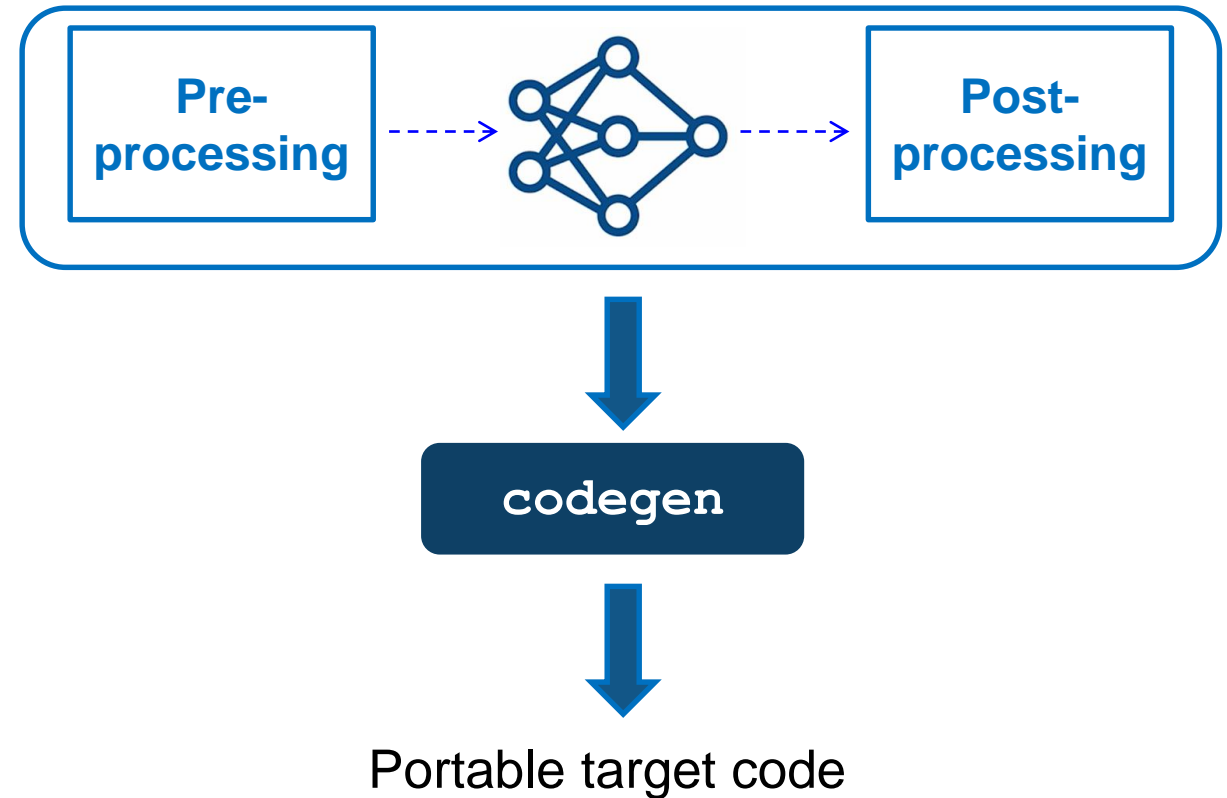 Pre-
processing
Post-
processing
codegen
Portable target code